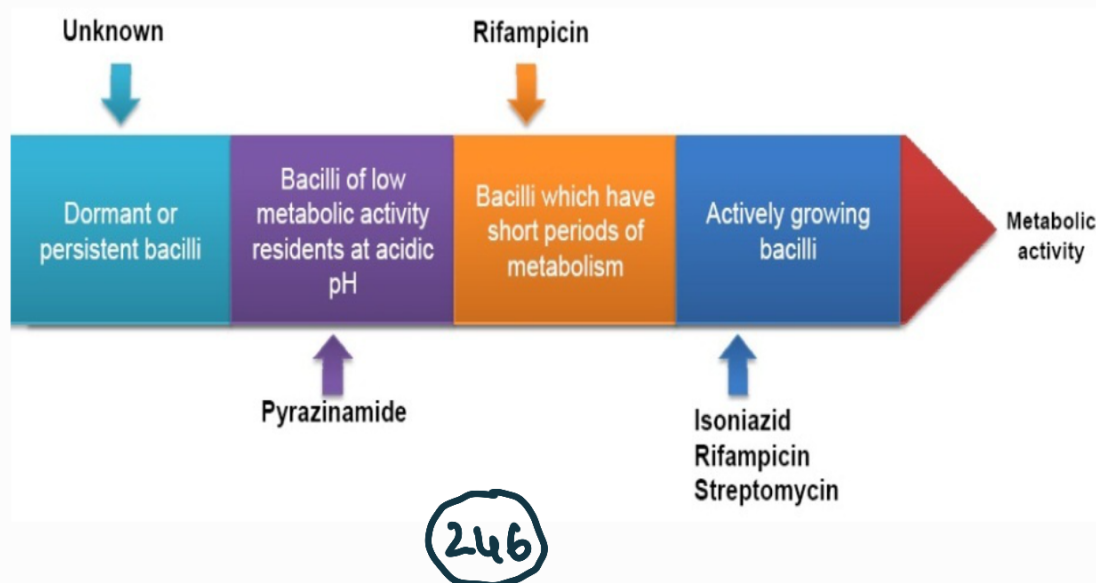 Unknown
Rifampicin
Dormant or
persistent bacilli
Bacilli of low
metabolic activity
residents at acidic
pH
Bacilli which have
short periods of
metabolism
Actively growing
bacilli
Metabolic
activity
Pyrazinamide
Isoniazid
Rifampicin
Streptomycin
246